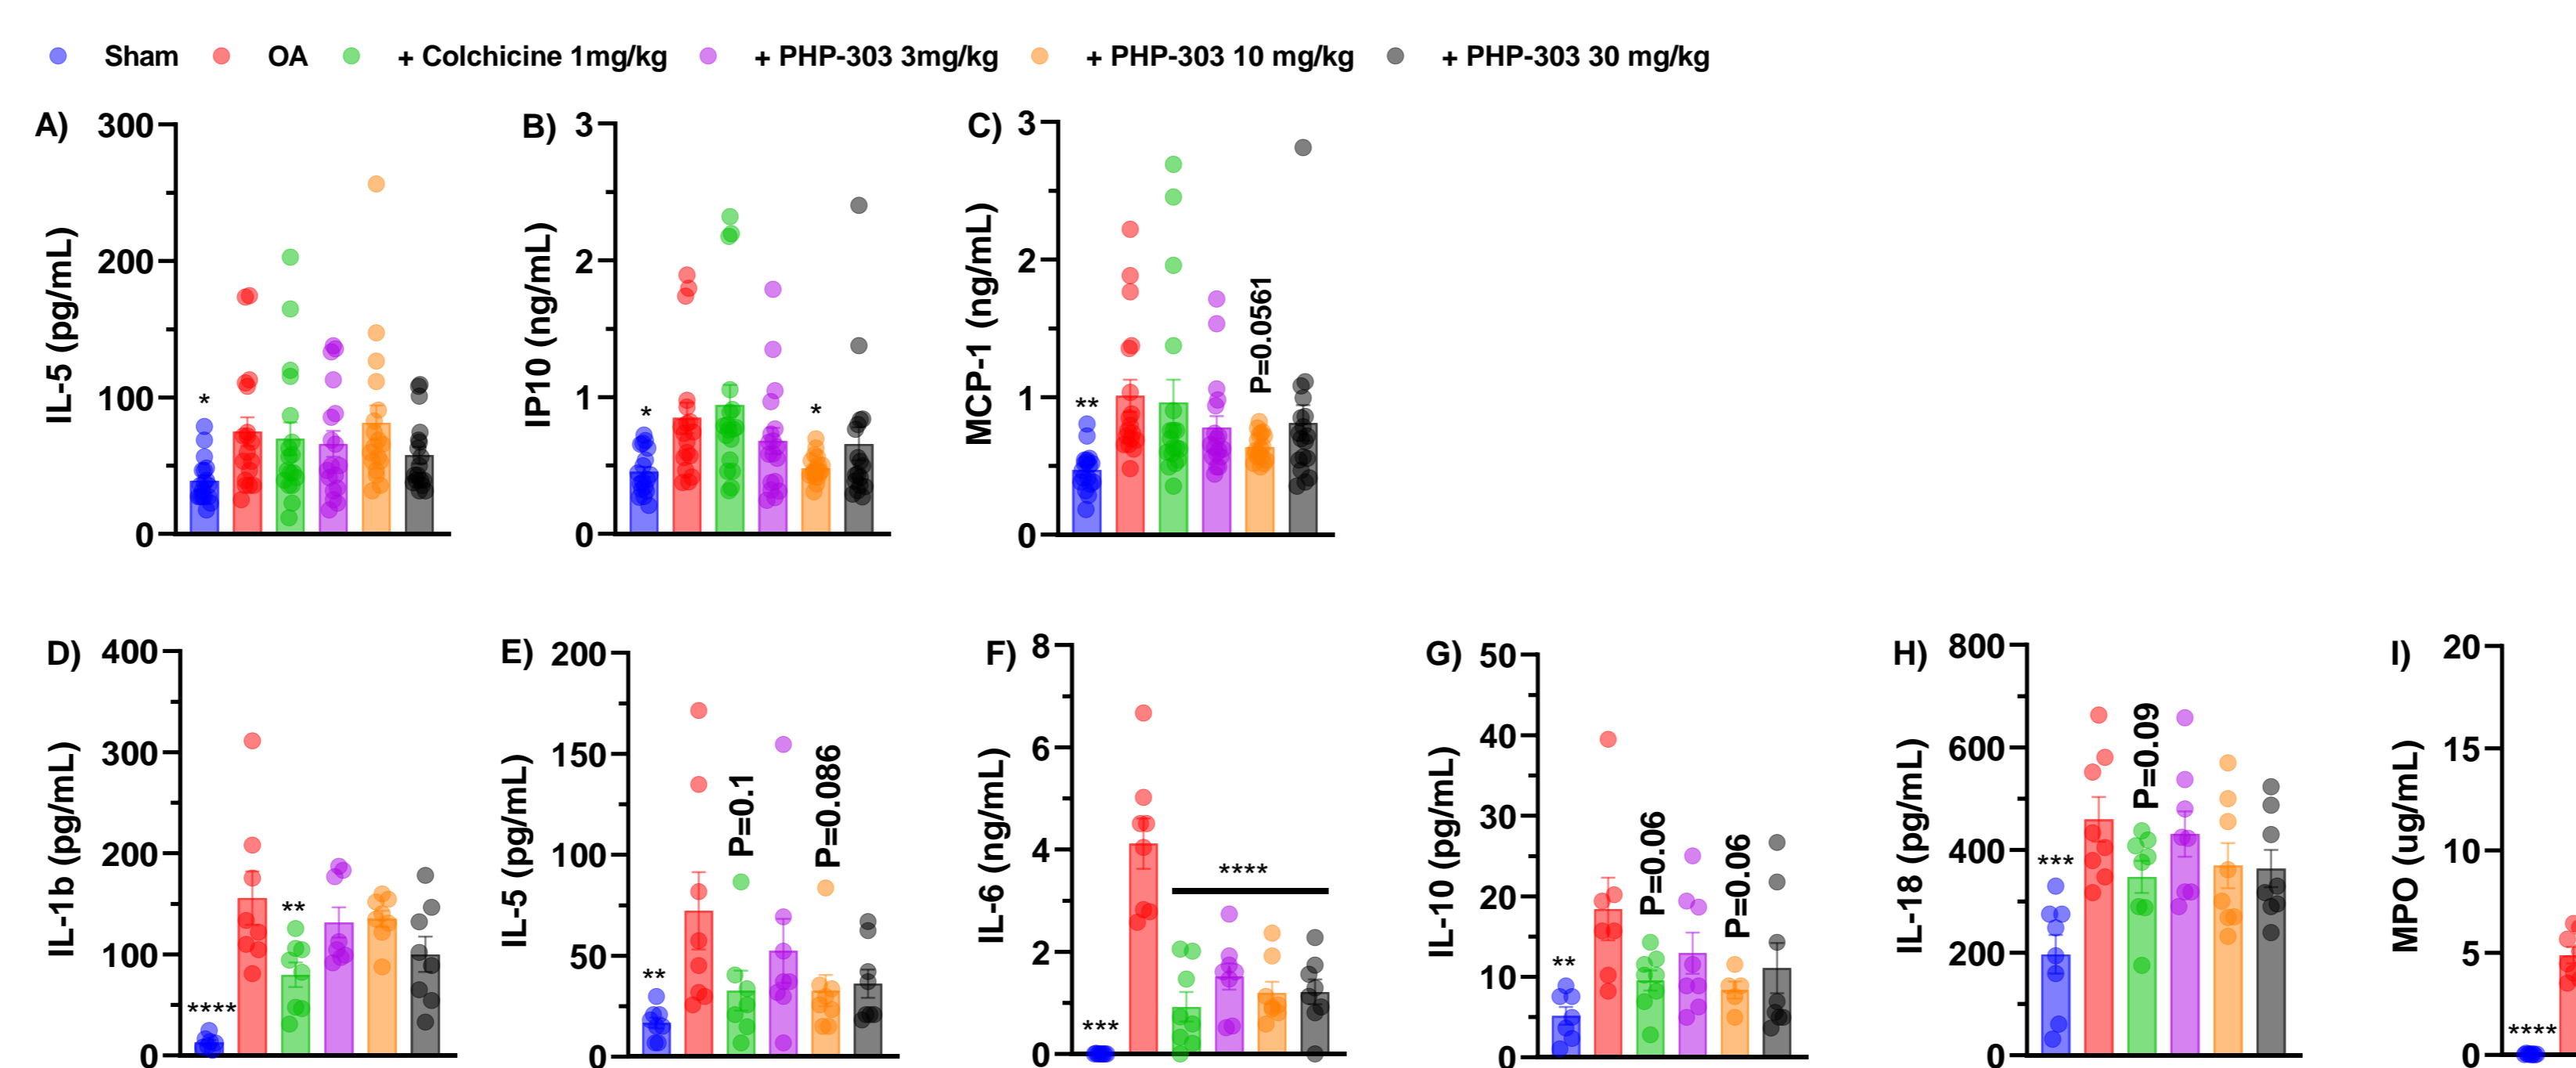 Sham OA + Colchicine 1mg/kg + PHP-303 3mg/kg + PHP-303 10 mg/kg + PHP-303 30 mg/kg
A)
IL-5 (pg/mL)
300
200
100
0
*
B)
IP10 (ng/mL)
3
2
1
0
*
*
C)
MCP-1 (ng/mL)
3
2
1
0
**
P=0.0561
D)
IL-1b (pg/mL)
400
300
200
100
0
****
**
E)
IL-5 (pg/mL)
200
150
100
50
0
**
P=0.1
P=0.086
F)
IL-6 (ng/mL)
8
6
4
2
0
***
****
G)
IL-10 (pg/mL)
50
40
30
20
10
0
**
P=0.06
P=0.06
H)
IL-18 (pg/mL)
800
600
400
200
0
***
P=0.09
I)
MPO (ug/mL)
20
15
10
5
0
****